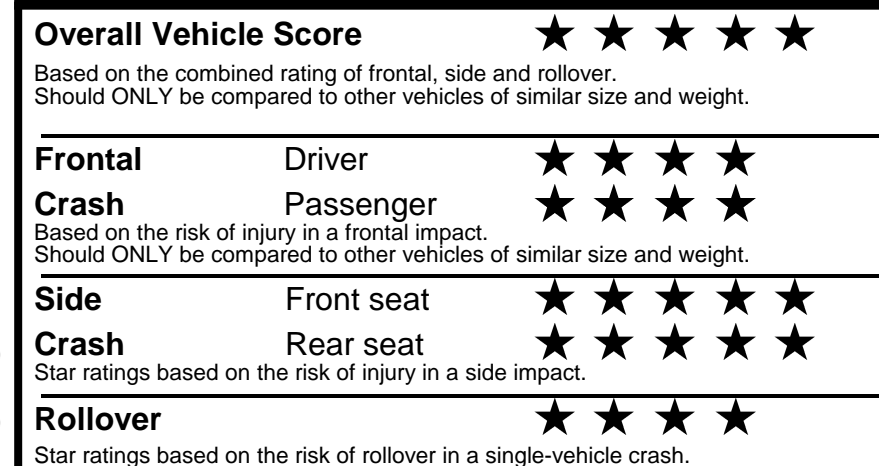 Overall Vehicle Score ★ ★ ★ ★ ★
Based on the combined rating of frontal, side and rollover.
Should ONLY be compared to other vehicles of similar size and weight.
Frontal Driver ★ ★ ★ ★
Crash Passenger ★ ★ ★ ★
Based on the risk of injury in a frontal impact.
Should ONLY be compared to other vehicles of similar size and weight.
Side Front seat ★ ★ ★ ★ ★
Crash Rear seat ★ ★ ★ ★ ★
Star ratings based on the risk of injury in a side impact.
Rollover ★ ★ ★ ★
Star ratings based on the risk of rollover in a single-vehicle crash.